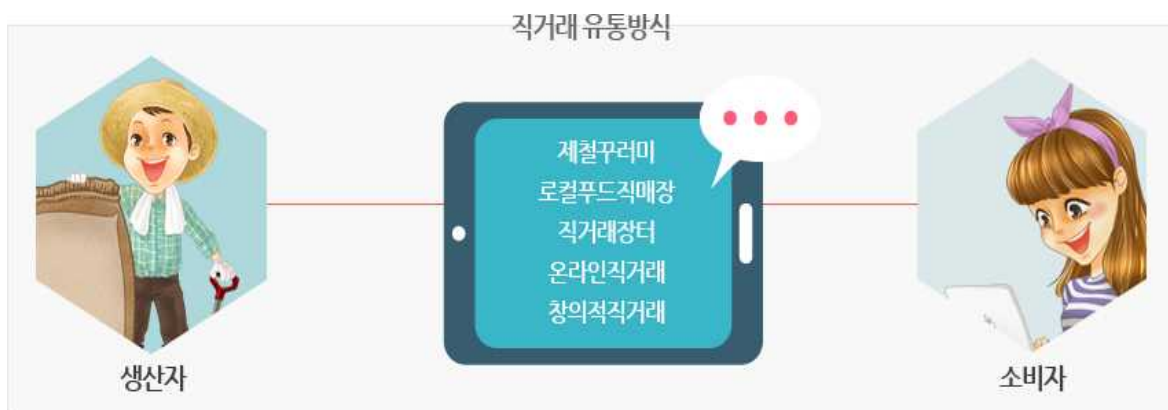 직거래 유통방식
제철꾸러미
로컬푸드직매장
직거래장터
온라인직거래
창의적직거래
생산자
소비자